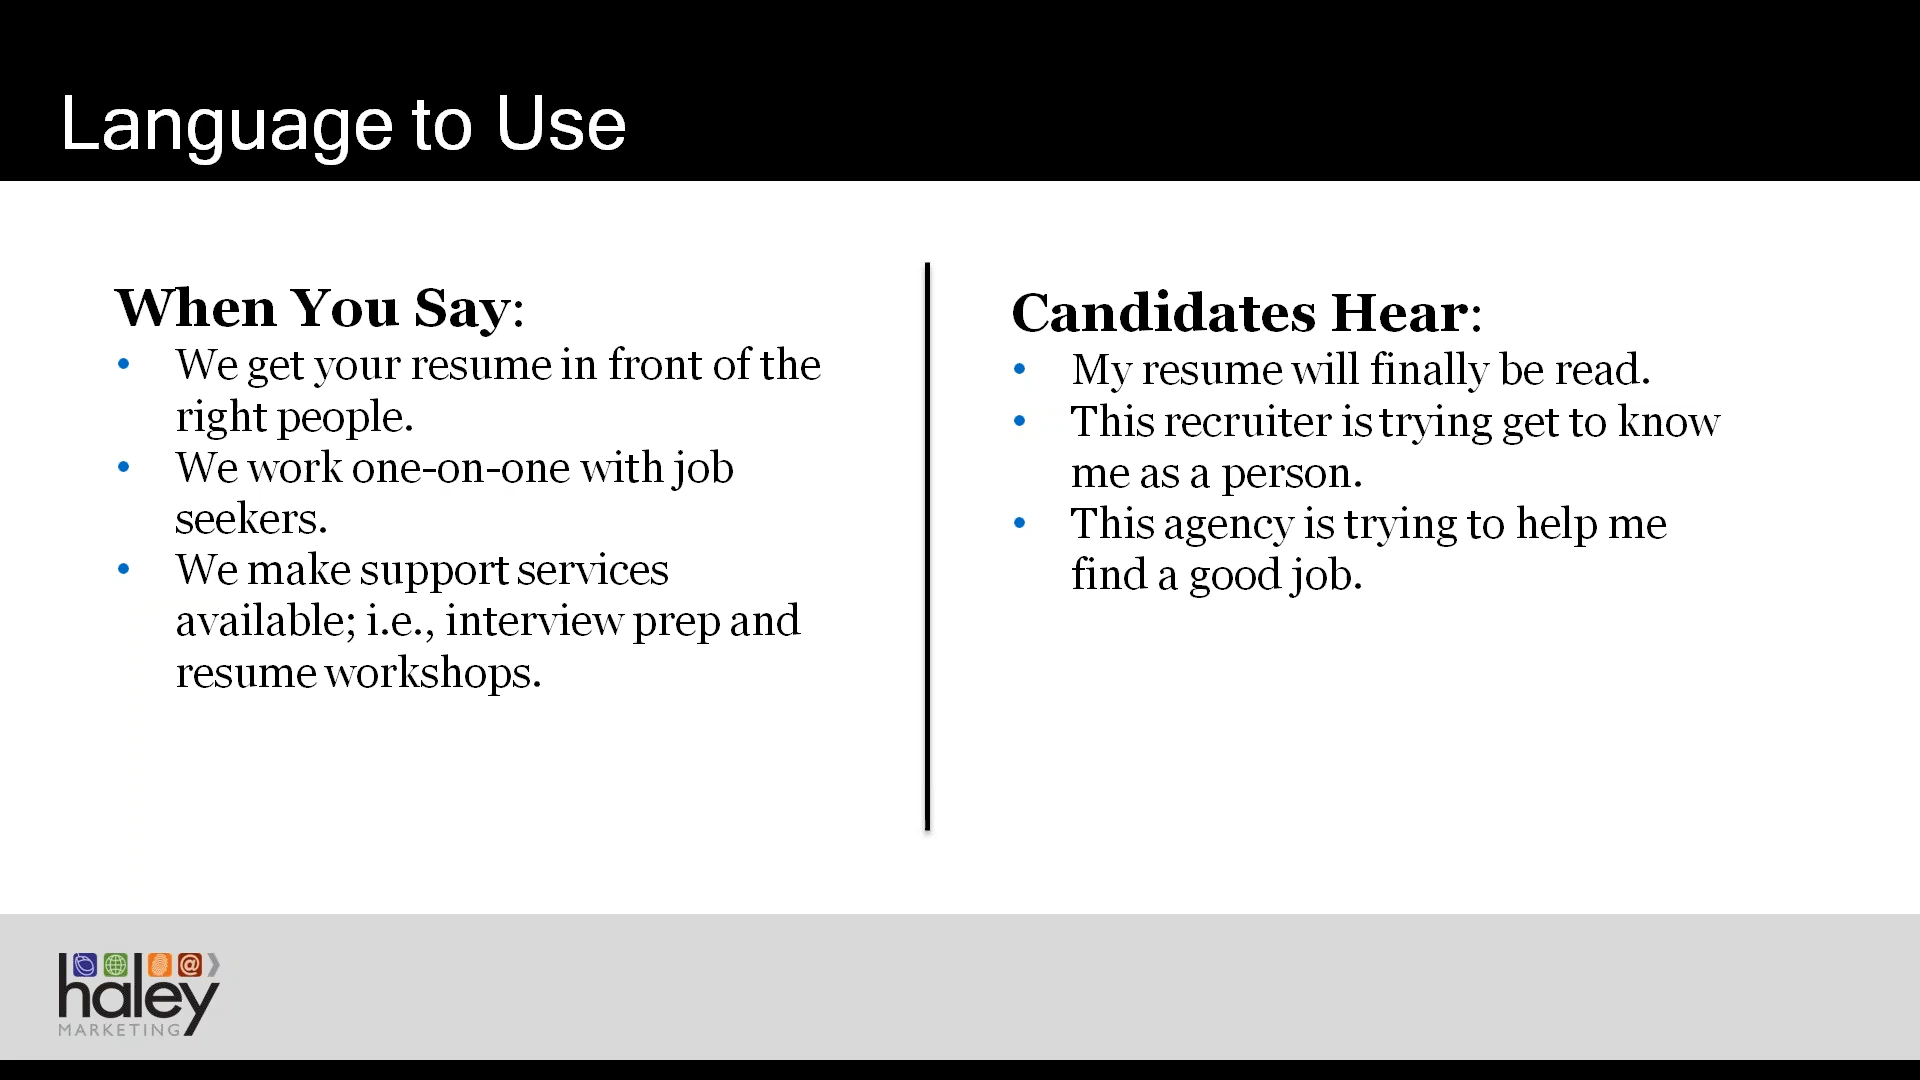 Language to Use
When You Say:
• We get your resume in front of the
right people.
• We work one-on-one with job
seekers.
• We make support services
available; i.e., interview prep and
resume workshops.
Candidates Hear:
• My resume will finally be read.
• This recruiter is trying get to know
me as a person.
• This agency is trying to help me
find a good job.
haley
MARKETING